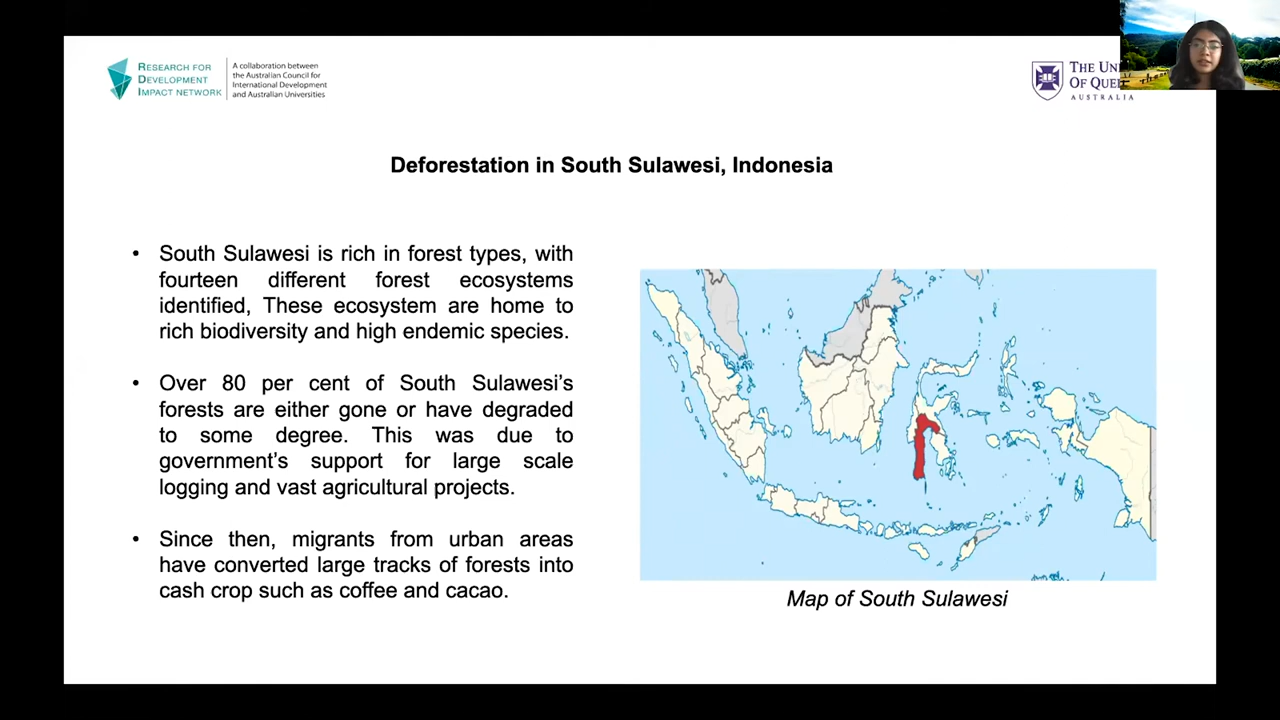 RESEARCH FOR
DEVELOPMENT
IMPACT NETWORK
A collaboration between
the Australian Council for
International Development
and Australian Universities
THE
OF
AUSTRALIA
Deforestation in South Sulawesi, Indonesia
• South Sulawesi is rich in forest types, with
fourteen different forest ecosystems
identified, These ecosystem are home to
rich biodiversity and high endemic species.
• Over 80 per cent of South Sulawesi's
forests are either gone or have degraded
to some degree. This was due to
government's support for large scale
logging and vast agricultural projects.
• Since then, migrants from urban areas
have converted large tracks of forests into
cash crop such as coffee and cacao.
Map of South Sulawesi